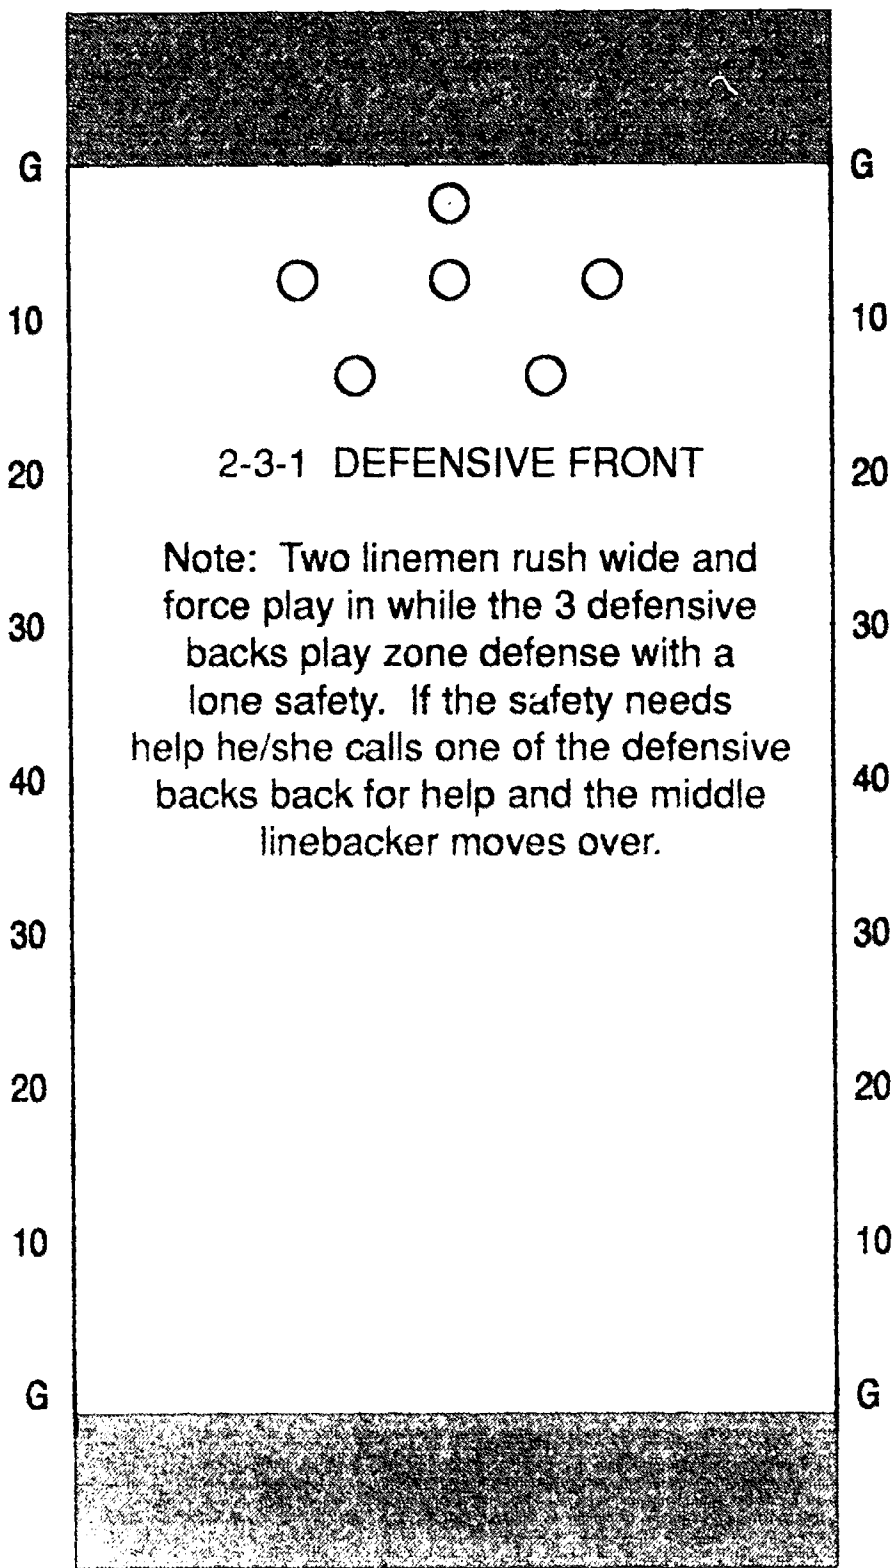 G G
10 10
20 2-3-1 DEFENSIVE FRONT 20
Note: Two linemen rush wide and
force play in while the 3 defensive
30 30
backs play zone defense with a
lone safety. If the safety needs
help he/she calls one of the defensive
40 40
backs back for help and the middle
linebacker moves over.
30 30
20 20
10 10
G G